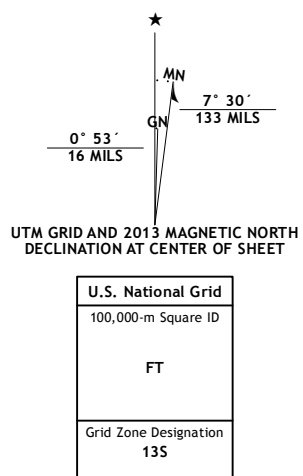 ★
MN
GN
7° 30´
133 MILS
0° 53´
16 MILS
UTM GRID AND 2013 MAGNETIC NORTH
DECLINATION AT CENTER OF SHEET
U.S. National Grid
100,000-m Square ID
FT
Grid Zone Designation
13S